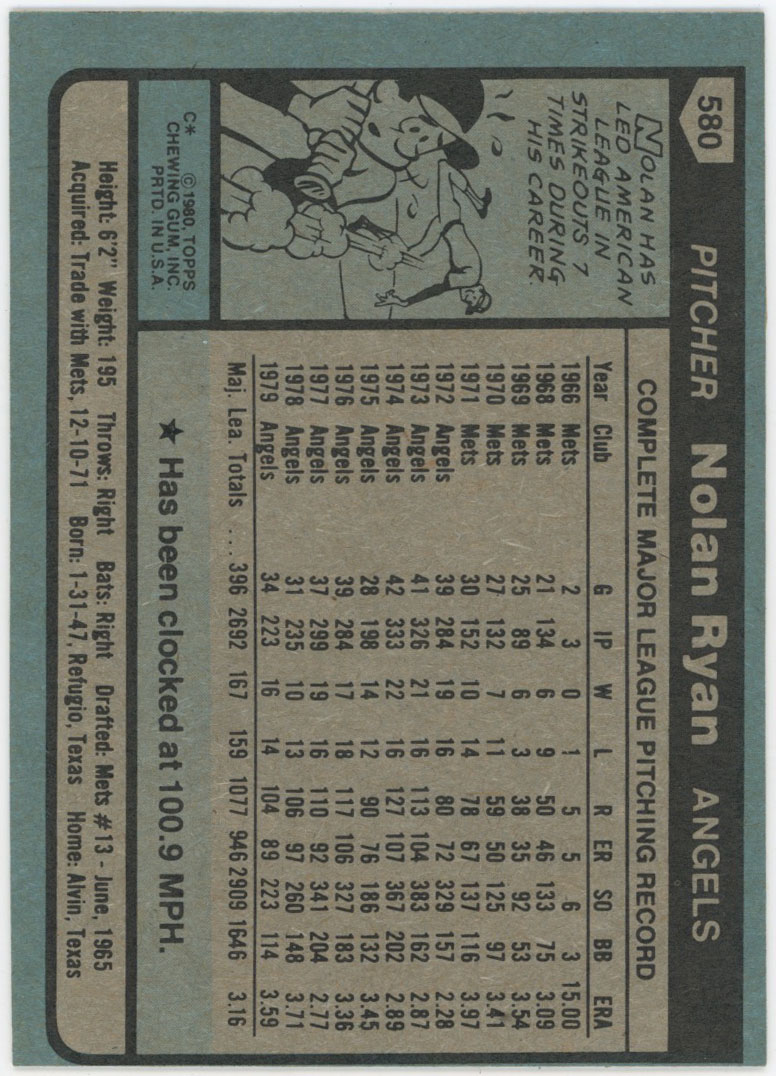 580 PITCHER Nolan Ryan ANGELS
NOLAN HAS
LED AMERICAN
LEAGUE IN
STRIKEOUTS 7
TIMES DURING
HIS CAREER.
C* ©1980, TOPPS
CHEWING GUM, INC.
PRTD. IN U.S.A.
COMPLETE MAJOR LEAGUE PITCHING RECORD
Year Club G IP W L R ER SO BB ERA
1966 Mets 2 3 0 1 5 5 6 3 15.00
1968 Mets 21 134 6 9 50 46 133 75 3.09
1969 Mets 25 89 6 3 38 35 92 53 3.54
1970 Mets 27 132 7 11 59 50 125 97 3.41
1971 Mets 30 152 10 14 78 67 137 116 3.97
1972 Angels 39 284 19 16 80 72 329 157 2.28
1973 Angels 41 326 21 16 113 104 383 162 2.87
1974 Angels 42 333 22 16 127 107 367 202 2.89
1975 Angels 28 198 14 12 90 76 186 132 3.45
1976 Angels 39 284 17 18 117 106 327 183 3.36
1977 Angels 37 299 19 16 110 92 341 204 2.77
1978 Angels 31 235 10 13 106 97 260 148 3.71
1979 Angels 34 223 16 14 104 89 223 114 3.59
Maj. Lea. Totals .... 396 2692 167 159 1077 946 2909 1646 3.16
★ Has been clocked at 100.9 MPH.
Height: 6'2" Weight: 195 Throws: Right Bats: Right Drafted: Mets #13 - June, 1965
Acquired: Trade with Mets, 12-10-71 Born: 1-31-47, Refugio, Texas Home: Alvin, Texas